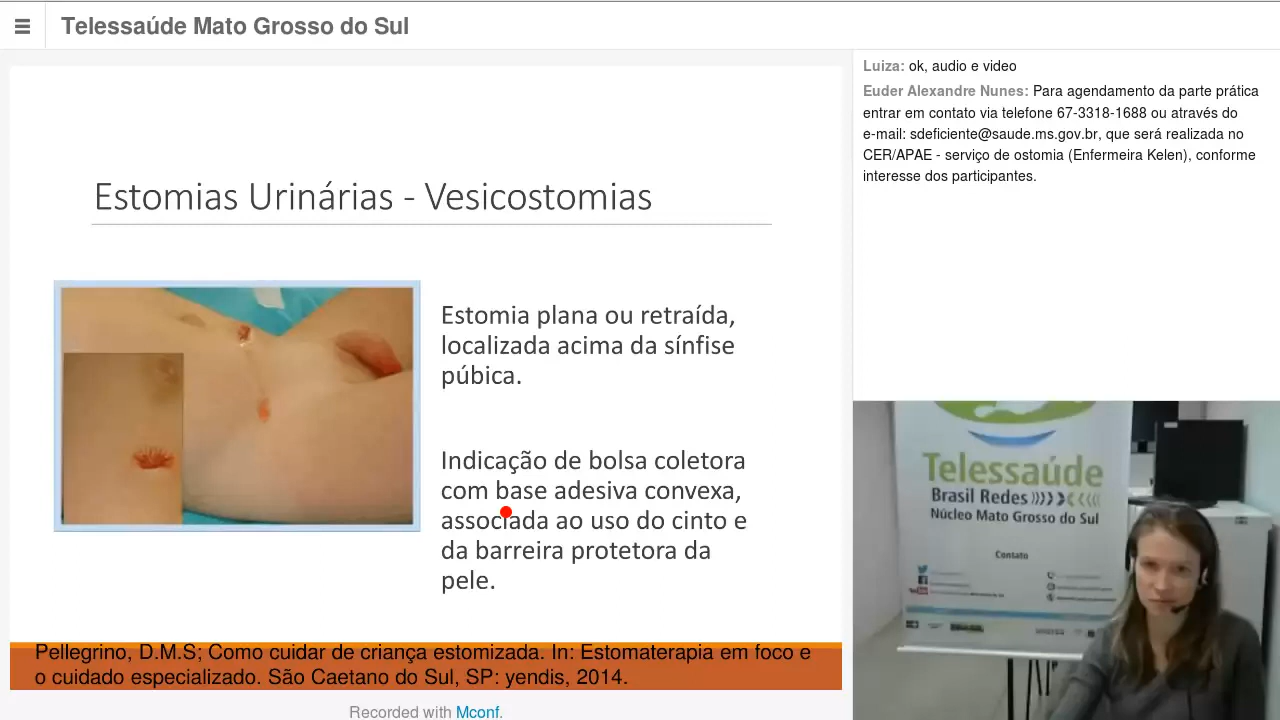 Telessaúde Mato Grosso do Sul
Estomias Urinárias - Vesicostomias
Estomia plana ou retraída,
localizada acima da sínfise
púbica.
Indicação de bolsa coletora
com base adesiva convexa,
associada ao uso do cinto e
da barreira protetora da
pele.
Pellegrino, D.M.S; Como cuidar de criança estomizada. In: Estomaterapia em foco e
o cuidado especializado. São Caetano do Sul, SP: yendis, 2014.
Recorded with Mconf.
Luiza: ok, audio e video
Euder Alexandre Nunes: Para agendamento da parte prática
entrar em contato via telefone 67-3318-1688 ou através do
e-mail: sdeficiente@saude.ms.gov.br, que será realizada no
CER/APAE - serviço de ostomia (Enfermeira Kelen), conforme
interesse dos participantes.
Telessaúde
Brasil Redes
Núcleo Mato Grosso do Sul
Contato